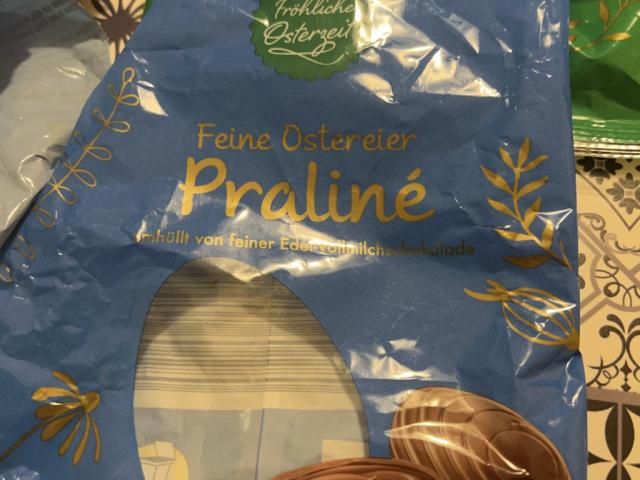 Fröhliche
Osterzeit
Feine Ostereier
Praliné
umhüllt von feiner Edelvollmilchschokolade